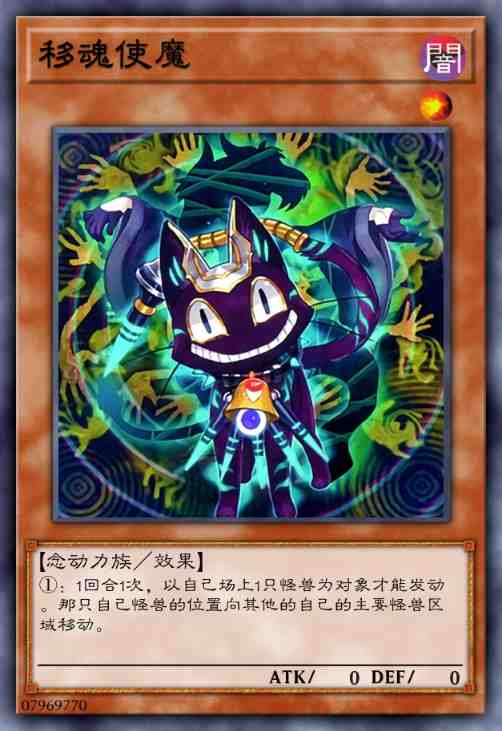 移魂使魔
闇
【念动力族／效果】
①：1回合1次，以自己场上1只怪兽为对象才能发动
。那只自己怪兽的位置向其他的自己的主要怪兽区
域移动。
ATK/ 0 DEF/ 0
07969770